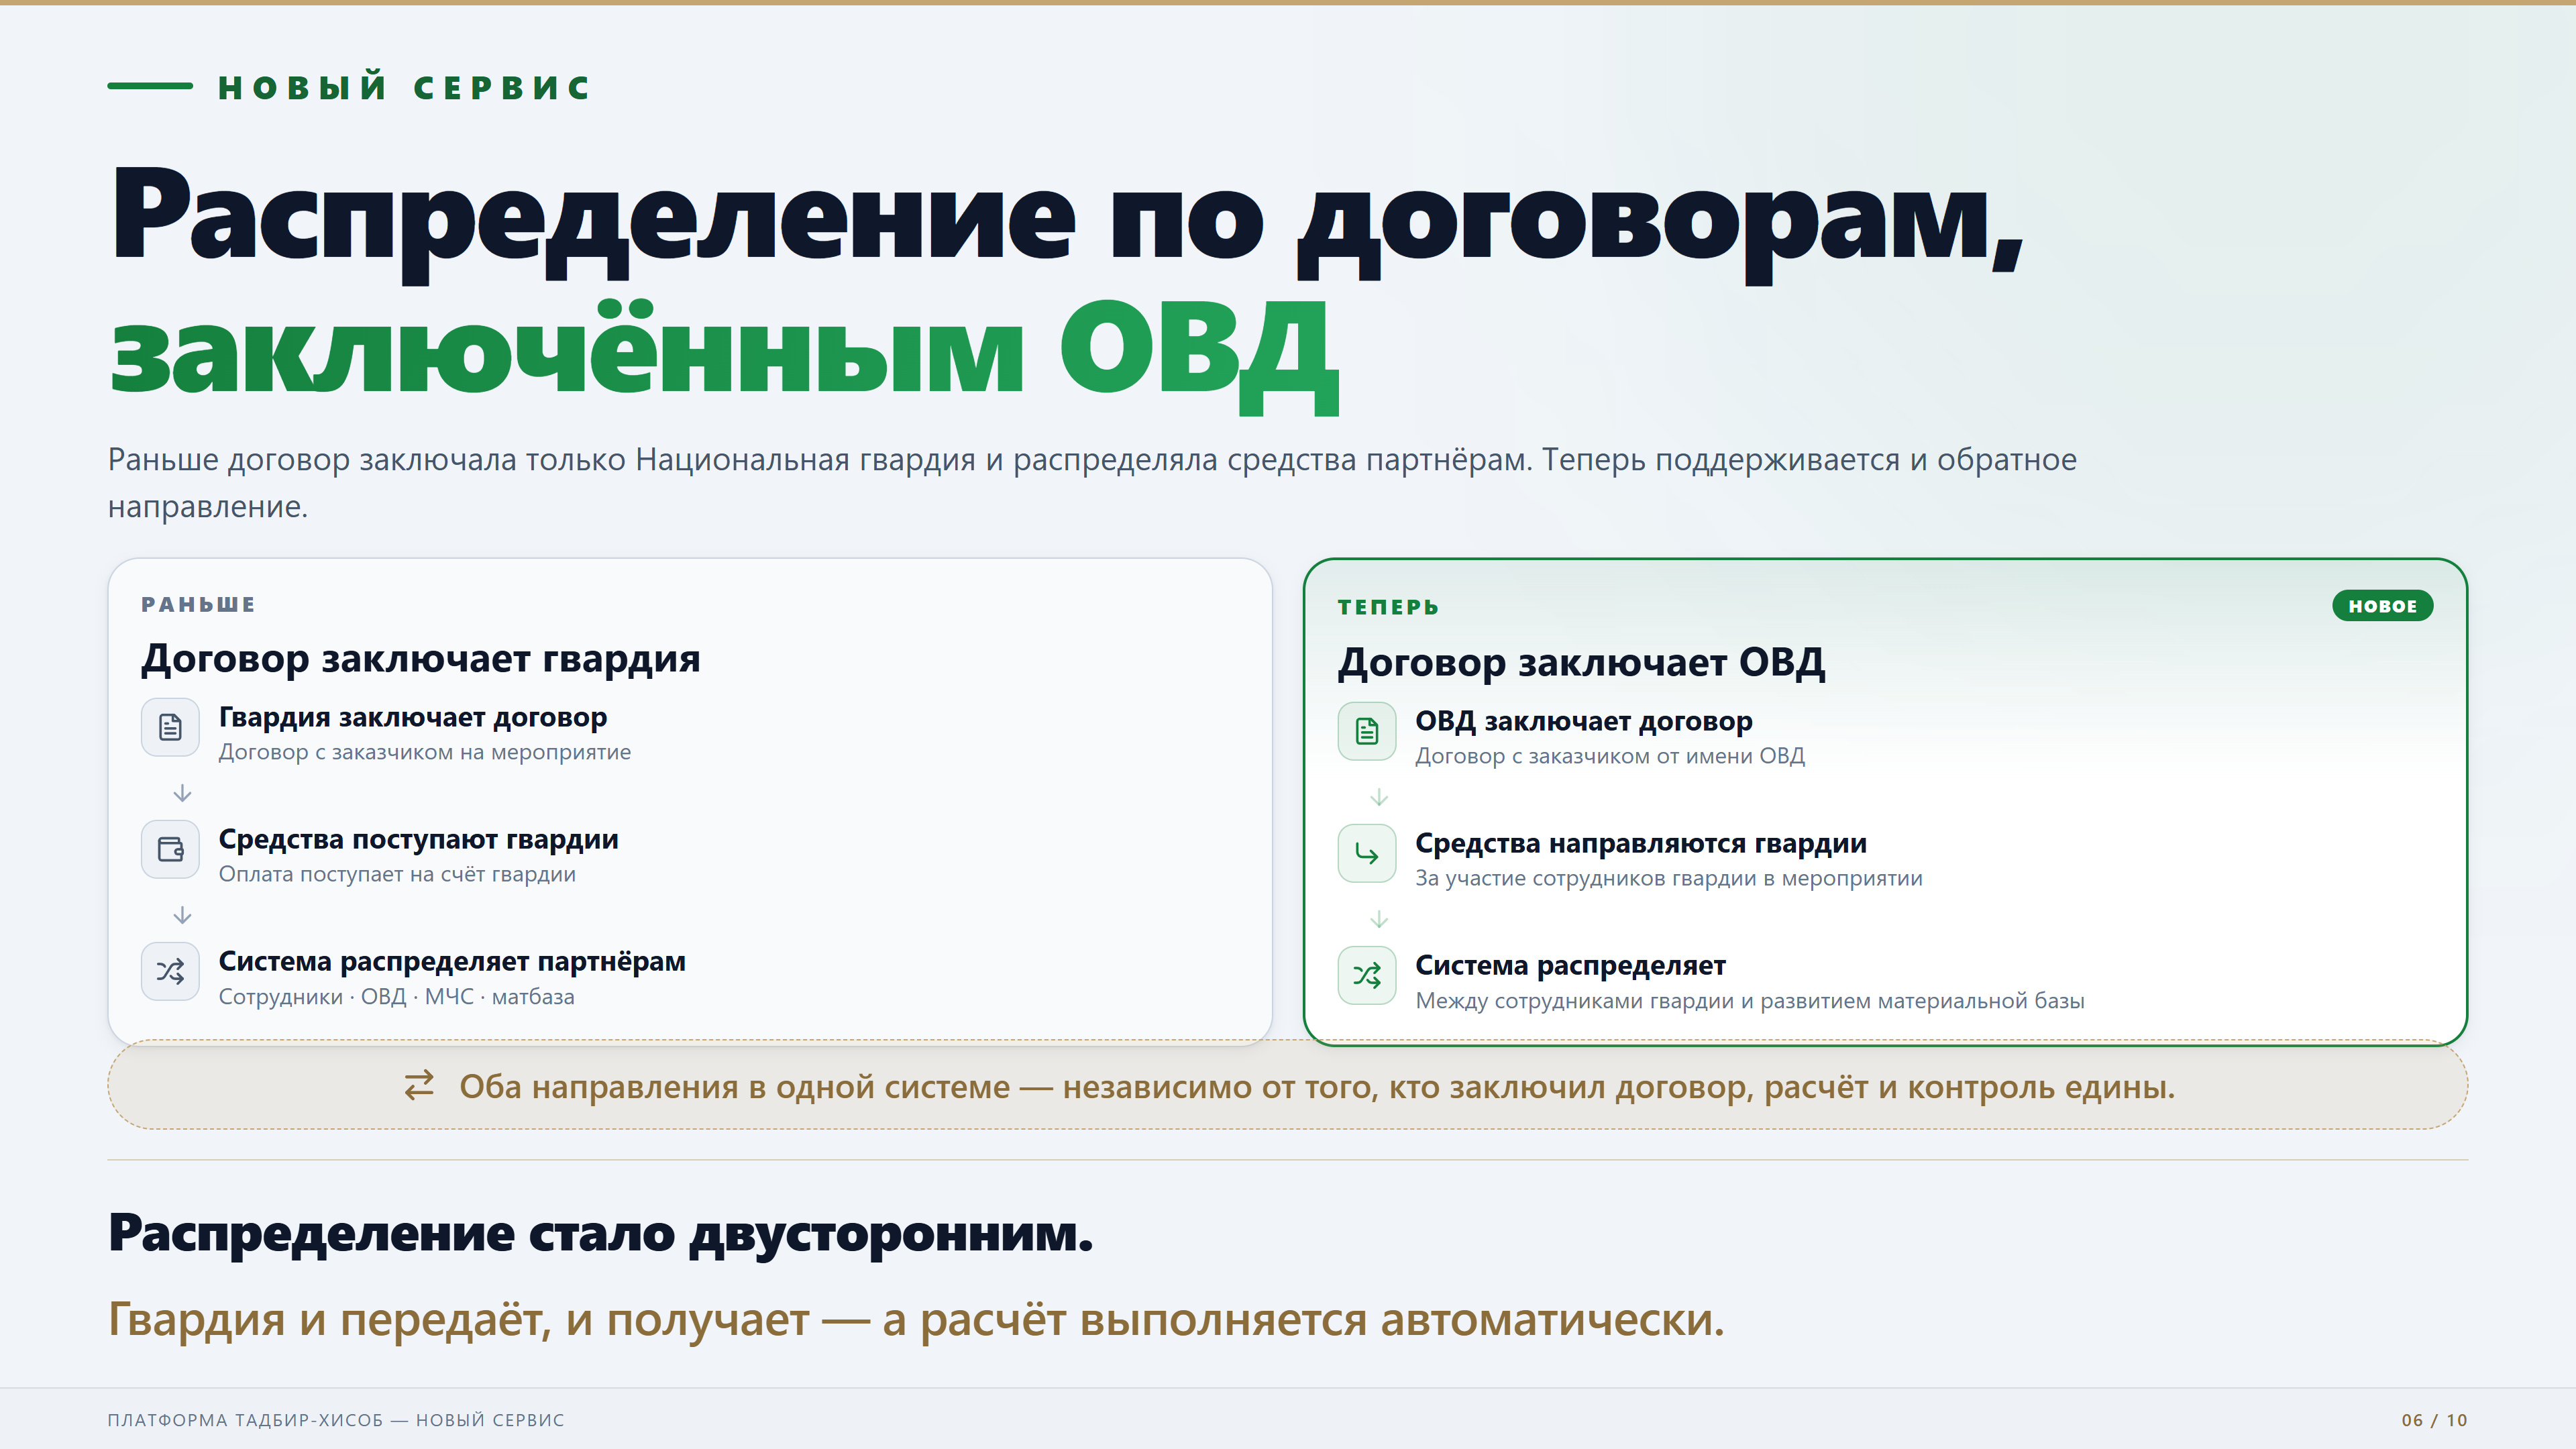 НОВЫЙ СЕРВИС
Распределение по договорам,
заключённым ОВД
Раньше договор заключала только Национальная гвардия и распределяла средства партнёрам. Теперь поддерживается и обратное
направление.
РАНЬШЕ
Договор заключает гвардия
Гвардия заключает договор
Договор с заказчиком на мероприятие
Средства поступают гвардии
Оплата поступает на счёт гвардии
Система распределяет партнёрам
Сотрудники · ОВД · МЧС · матбаза
ТЕПЕРЬ
НОВОЕ
Договор заключает ОВД
ОВД заключает договор
Договор с заказчиком от имени ОВД
Средства направляются гвардии
За участие сотрудников гвардии в мероприятии
Система распределяет
Между сотрудниками гвардии и развитием материальной базы
Оба направления в одной системе — независимо от того, кто заключил договор, расчёт и контроль едины.
Распределение стало двусторонним.
Гвардия и передаёт, и получает — а расчёт выполняется автоматически.
ПЛАТФОРМА ТАДБИР-ХИСОБ — НОВЫЙ СЕРВИС
06 / 10